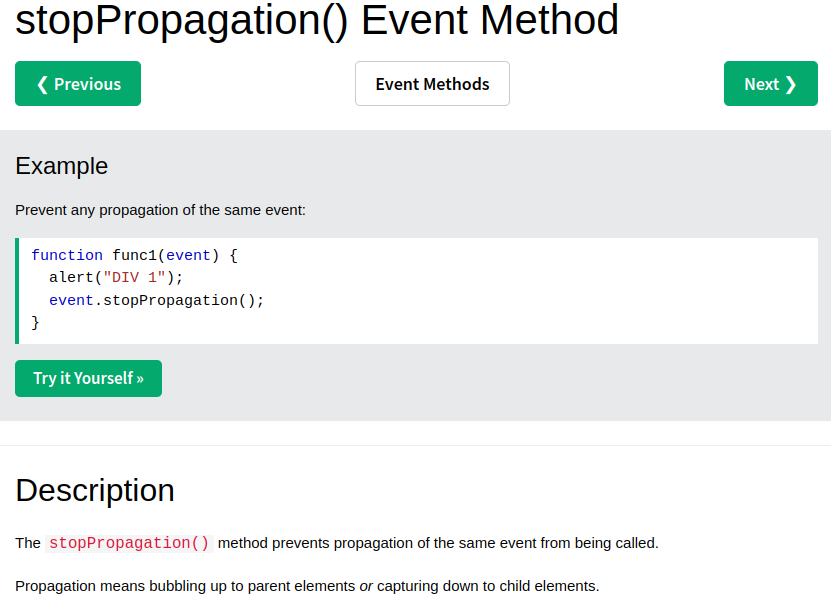 stopPropagation() Event Method
❮ Previous
Event Methods
Next ❯
Example
Prevent any propagation of the same event:
function func1(event) {
  alert("DIV 1");
  event.stopPropagation();
}
Try it Yourself »
Description
The stopPropagation() method prevents propagation of the same event from being called.
Propagation means bubbling up to parent elements or capturing down to child elements.